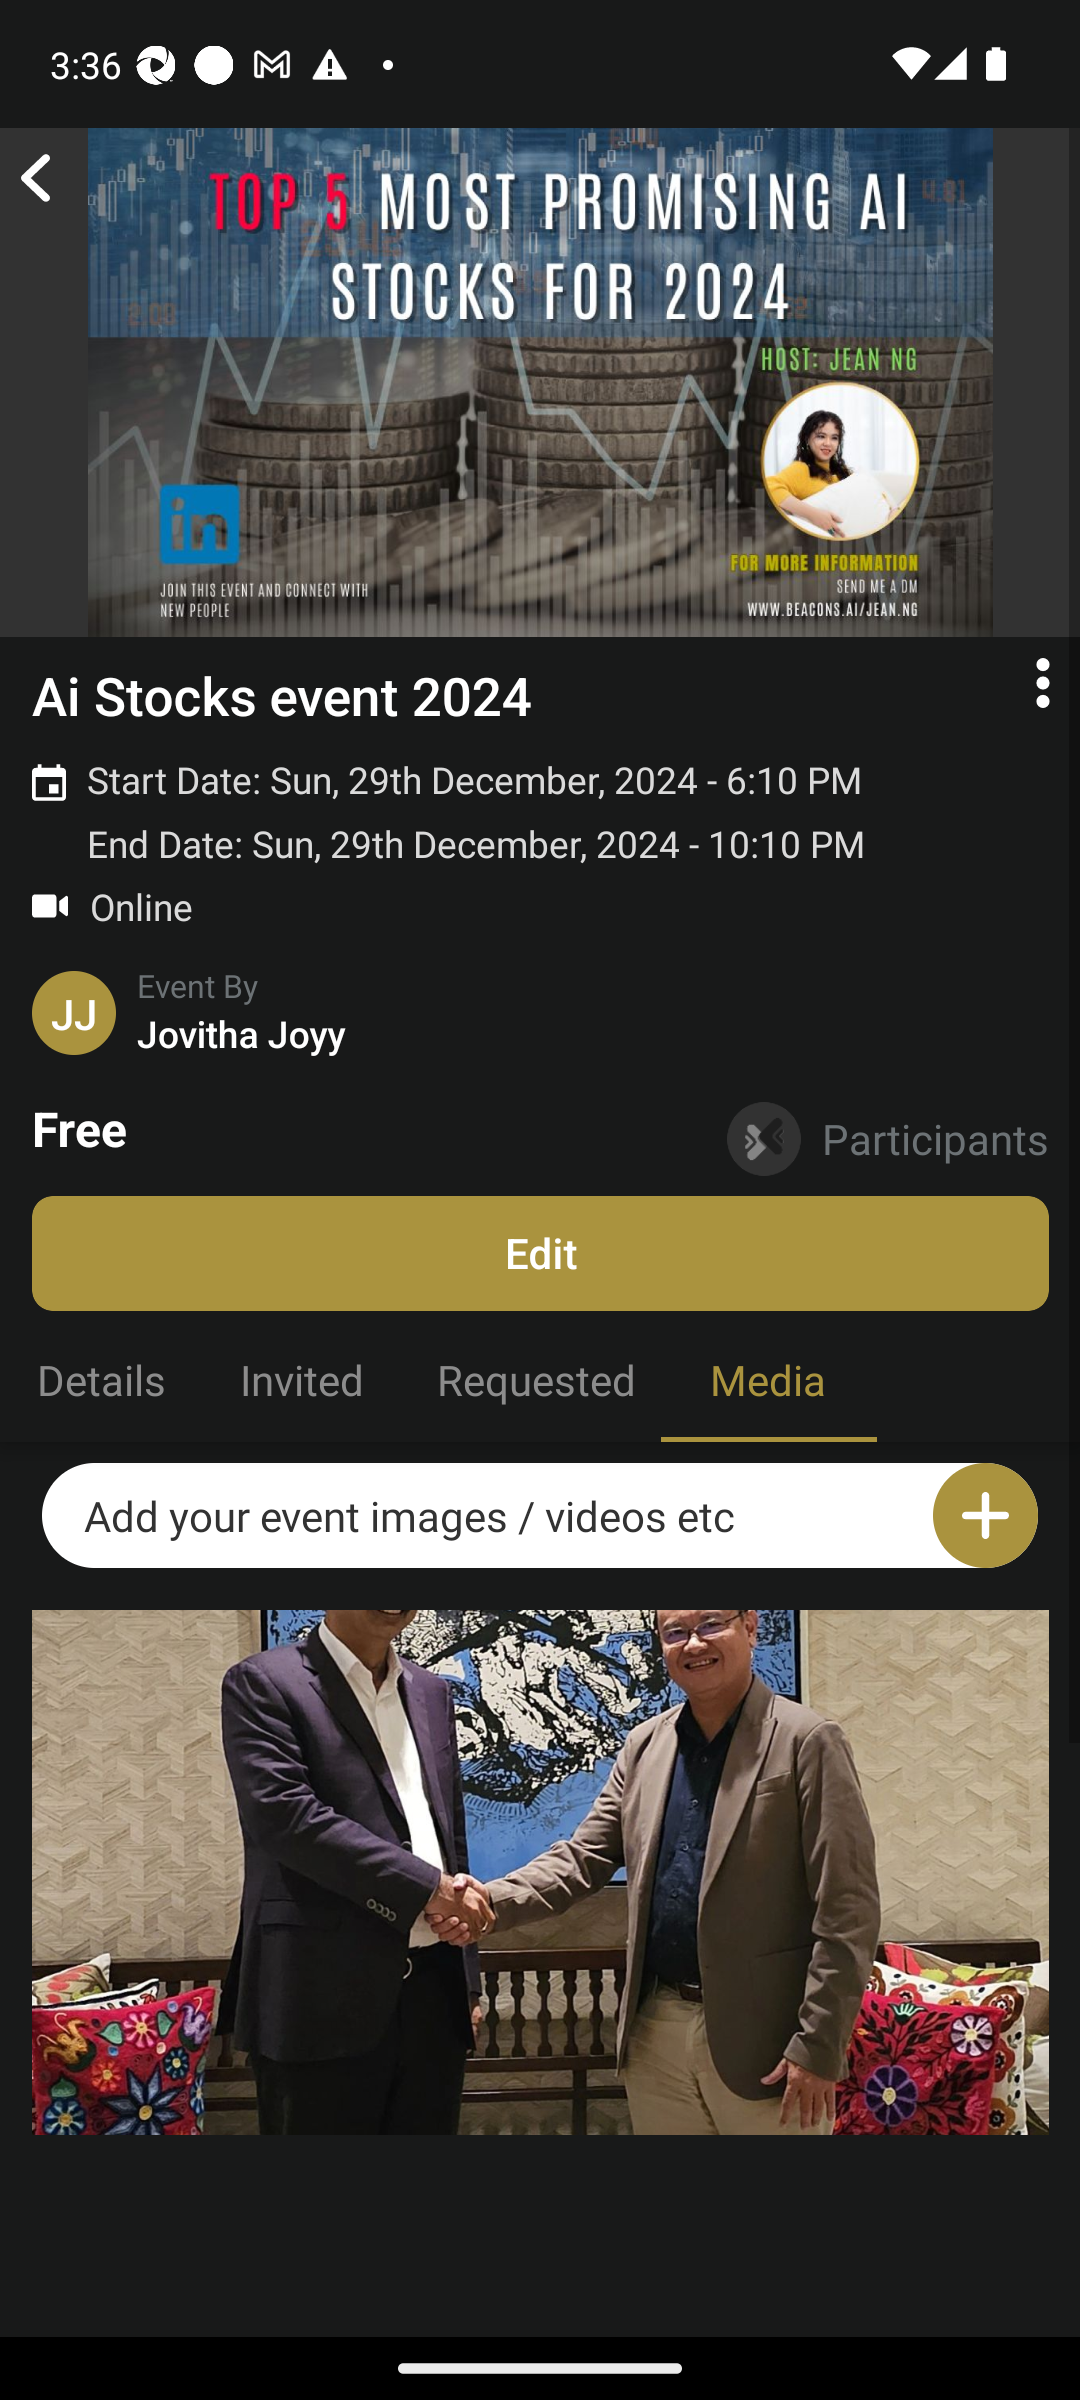 3:36
TOP 5 MOST PROMISING AI
STOCKS FOR 2024
HOST: JEAN NG
in
FOR MORE INFORMATION
JOIN THIS EVENT AND CONNECT WITH
NEW PEOPLE
SEND ME A DM
WWW.BEACONS.AI/JEAN.NG
Ai Stocks event 2024
Start Date: Sun, 29th December, 2024 - 6:10 PM
End Date: Sun, 29th December, 2024 - 10:10 PM
Online
JJ
Event By
Jovitha Joyy
Free
Participants
Edit
Details Invited Requested Media
Add your event images / videos etc